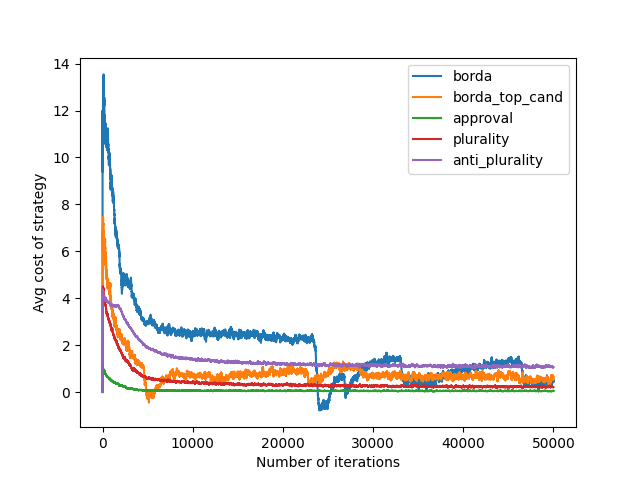 14
12
10
8
6
4
2
0
Avg cost of strategy
borda
borda_top_cand
approval
plurality
anti_plurality
0
10000
20000
30000
40000
50000
Number of iterations